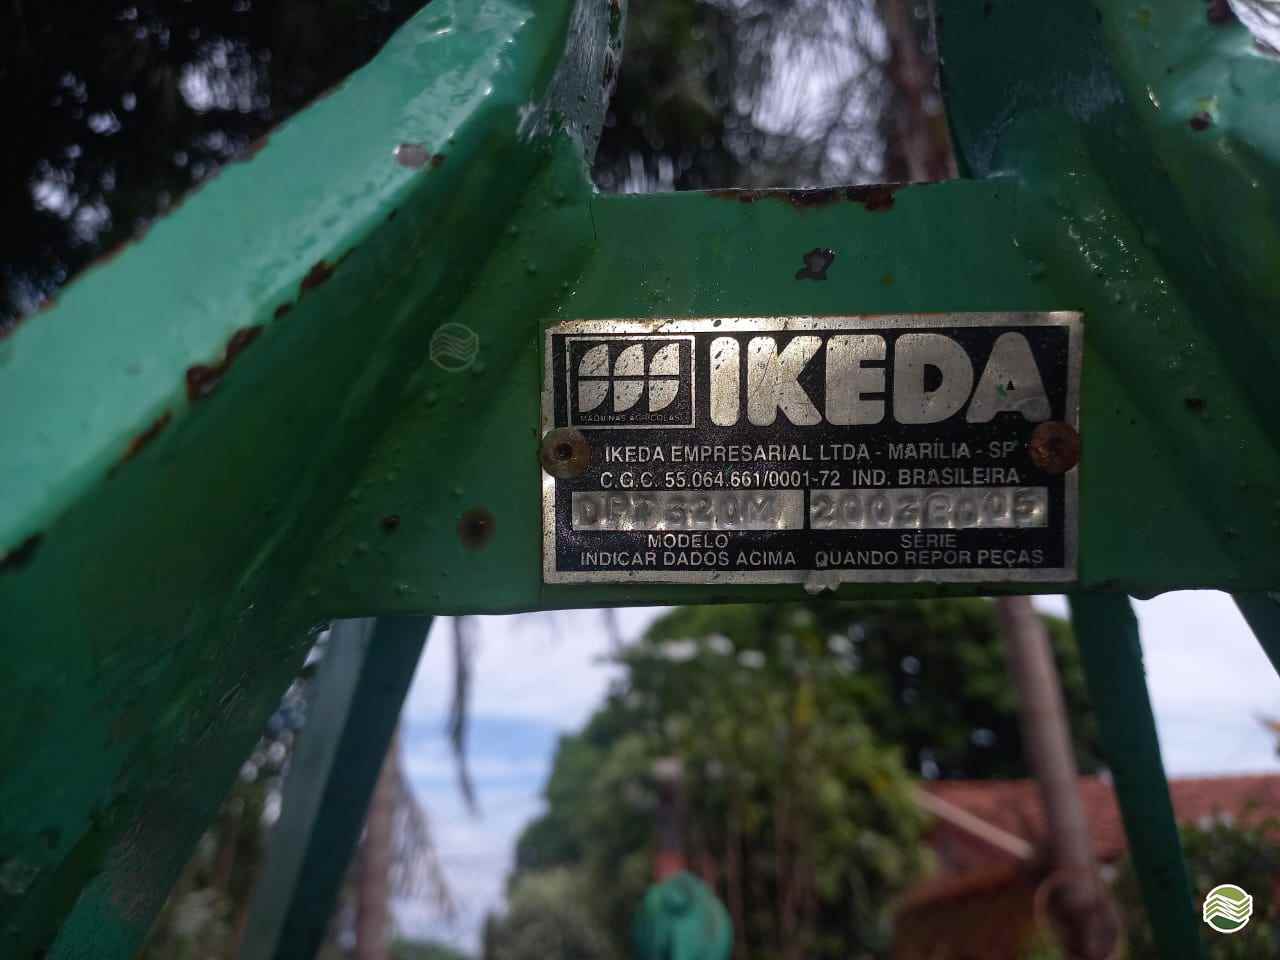 IKEDA
MÁQUINAS AGRÍCOLAS
IKEDA EMPRESARIAL LTDA - MARÍLIA - SP
C.G.C. 55.064.661/0001-72 IND. BRASILEIRA
MODELO SÉRIE
INDICAR DADOS ACIMA QUANDO REPOR PEÇAS